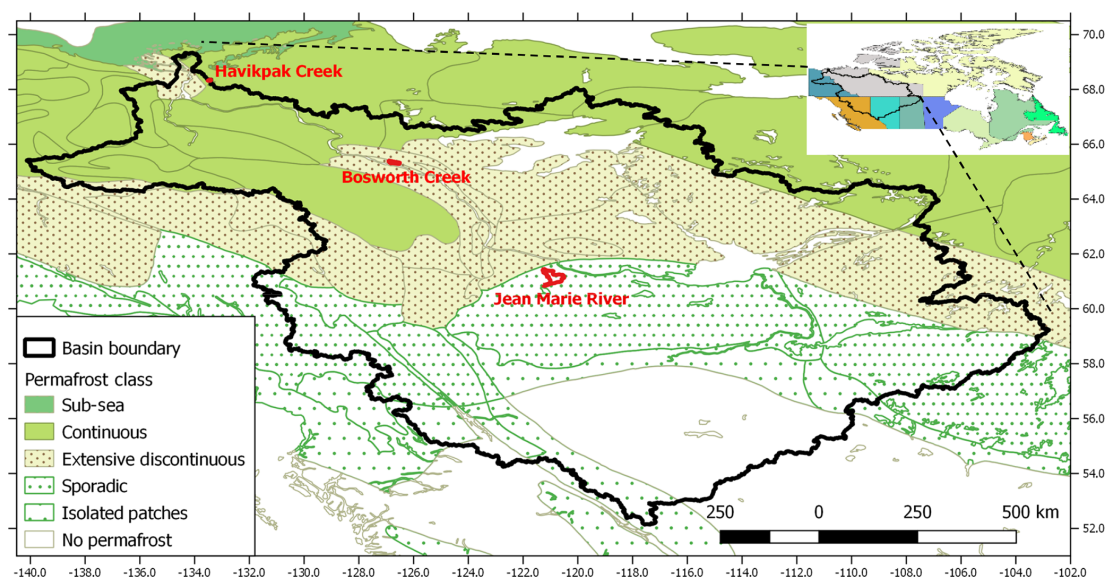 70.0
Havikpak Creek
68.0
66.0
Bosworth Creek
64.0
62.0
Jean Marie River
60.0
Basin boundary
58.0
Permafrost class
Sub-sea
56.0
Continuous
Extensive discontinuous
54.0
Sporadic
Isolated patches
250 0 250 500 km
No permafrost
52.0
-140.0 -138.0 -136.0 -134.0 -132.0 -130.0 -128.0 -126.0 -124.0 -122.0 -120.0 -118.0 -116.0 -114.0 -112.0 -110.0 -108.0 -106.0 -104.0 -102.0